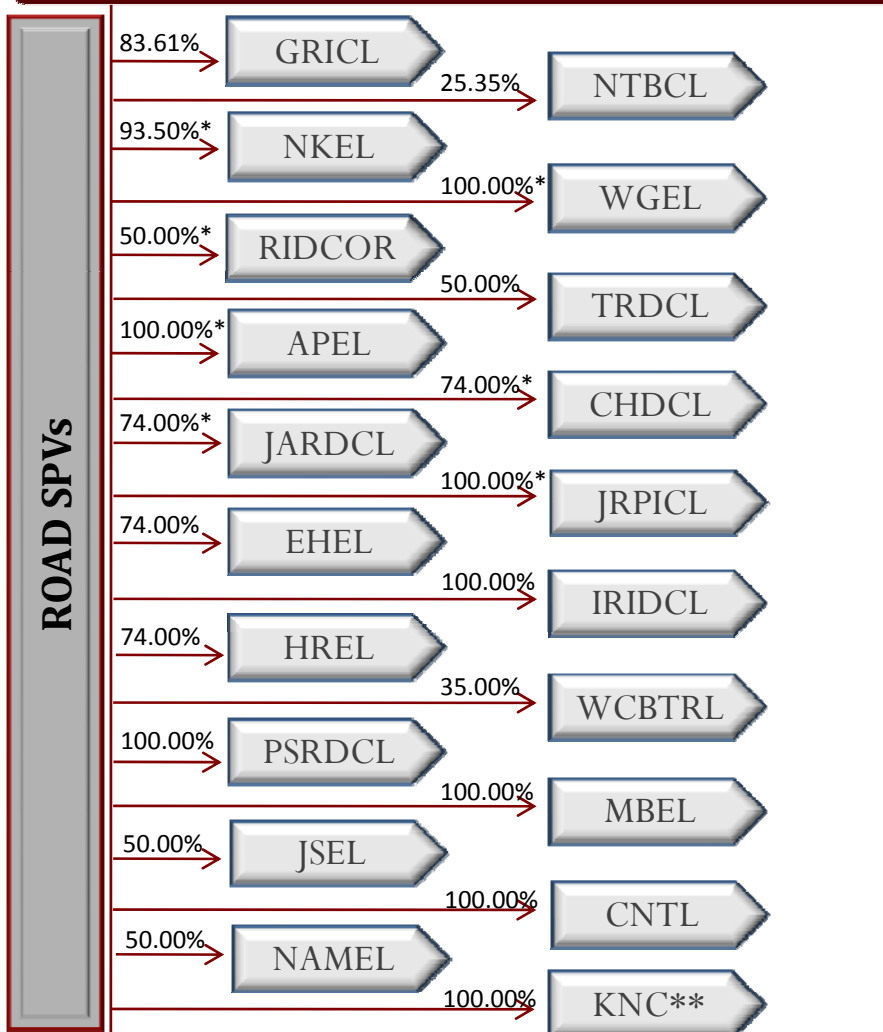 ROAD SPVs
83.61%
GRICL
25.35%
NTBCL
93.50%*
NKEL
100.00%*
WGEL
50.00%*
RIDCOR
50.00%
TRDCL
100.00%*
APEL
74.00%*
CHDCL
74.00%*
JARDCL
100.00%*
JRPICL
74.00%
EHEL
100.00%
IRIDCL
74.00%
HREL
35.00%
WCBTRL
100.00%
PSRDCL
100.00%
MBEL
50.00%
JSEL
100.00%
CNTL
50.00%
NAMEL
100.00%
KNC**